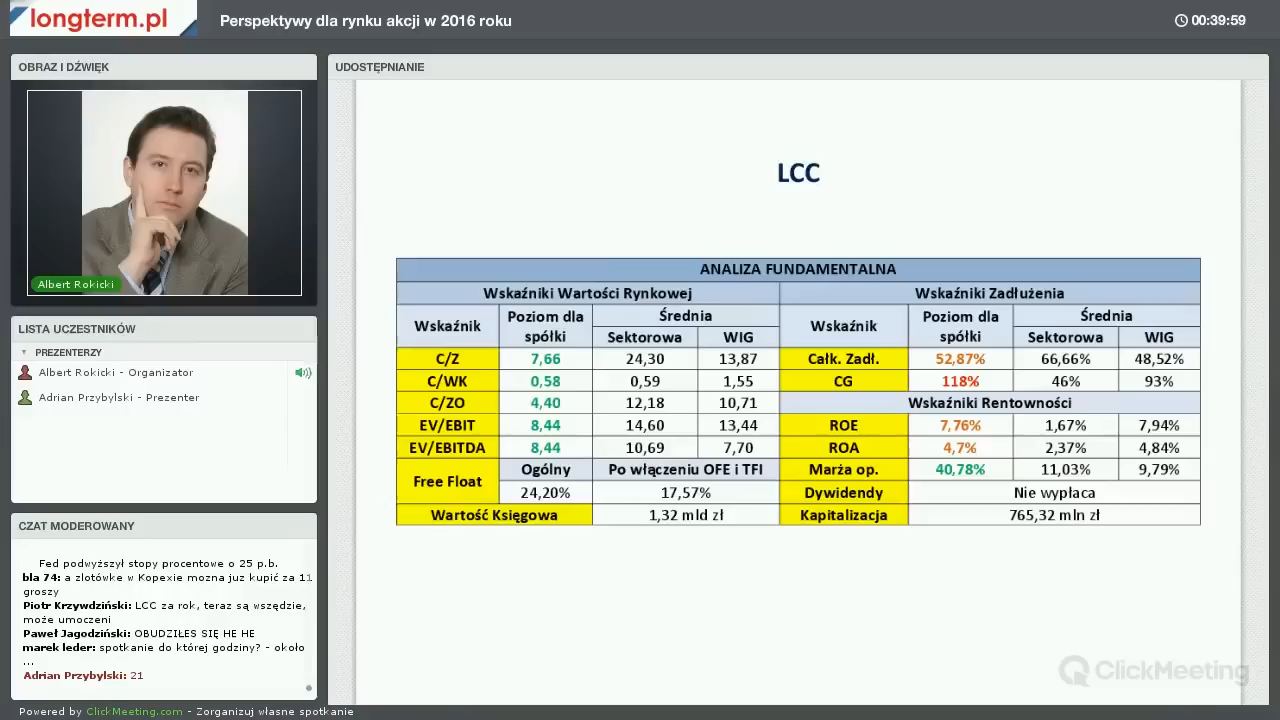 longterm.pl
Perspektywy dla rynku akcji w 2016 roku
00:39:59
OBRAZ I DŹWIĘK
Albert Rokicki
LISTA UCZESTNIKÓW
PREZENTERZY
Albert Rokicki - Organizator
Adrian Przybylski - Prezenter
CZAT MODEROWANY
Fed podwyższył stopy procentowe o 25 p.b.
bla 74: a zlotówke w Kopexie mozna juz kupić za 11
groszy
Piotr Krzywdziński: LCC za rok, teraz są wszędzie,
może umoczeni
Paweł Jagodziński: OBUDZIŁES SIĘ HE HE
marek leder: spotkanie do której godziny? - około
...
Adrian Przybylski: 21
UDOSTĘPNIANIE
LCC
ANALIZA FUNDAMENTALNA
Wskaźniki Wartości Rynkowej Wskaźniki Zadłużenia
Wskaźnik Poziom dla spółki Średnia Wskaźnik Poziom dla spółki Średnia
Sektorowa WIG Sektorowa WIG
C/Z 7,66 24,30 13,87 Całk. Zadł. 52,87% 66,66% 48,52%
C/WK 0,58 0,59 1,55 CG 118% 46% 93%
C/ZO 4,40 12,18 10,71 Wskaźniki Rentowności
EV/EBIT 8,44 14,60 13,44 ROE 7,76% 1,67% 7,94%
EV/EBITDA 8,44 10,69 7,70 ROA 4,7% 2,37% 4,84%
Free Float Ogólny Po włączeniu OFE i TFI Marża op. 40,78% 11,03% 9,79%
24,20% 17,57% Dywidendy Nie wypłaca
Wartość Księgowa 1,32 mld zł Kapitalizacja 765,32 mln zł
ClickMeeting
Powered by ClickMeeting.com - Zorganizuj własne spotkanie